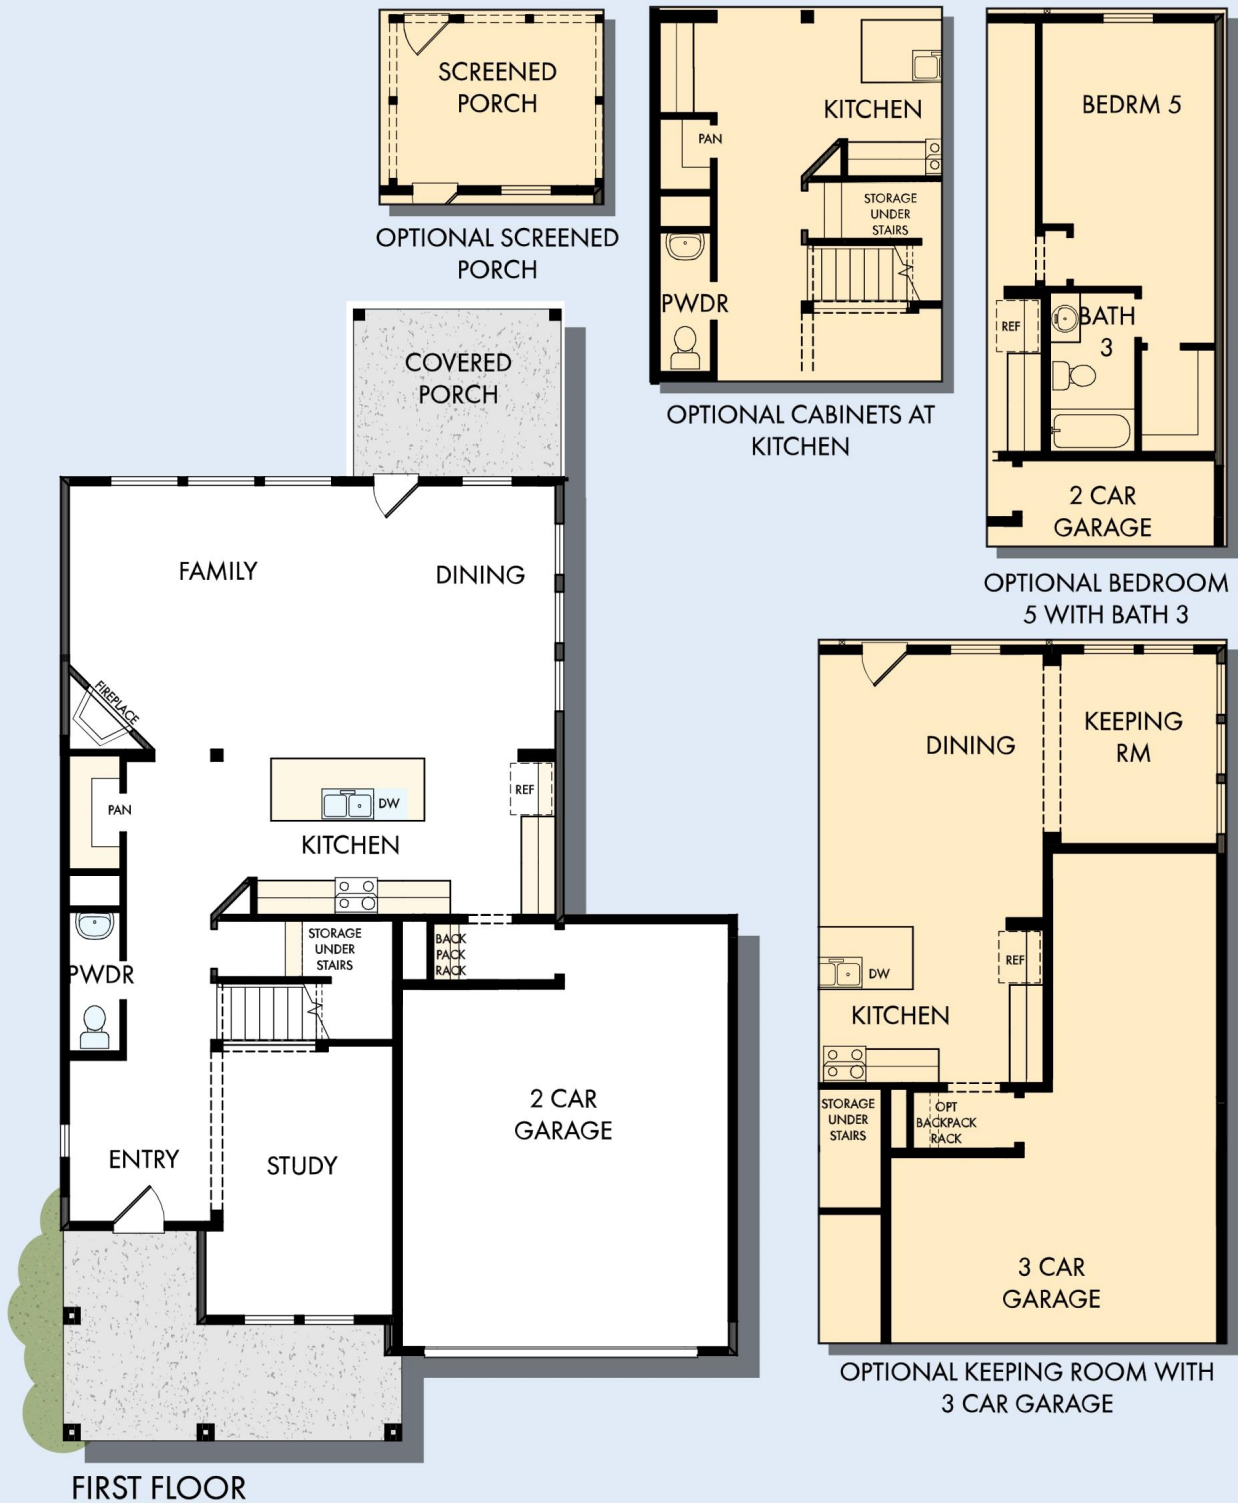 SCREENED
PORCH
OPTIONAL SCREENED
PORCH
KITCHEN
PAN
STORAGE
UNDER
STAIRS
PWDR
OPTIONAL CABINETS AT
KITCHEN
BEDRM 5
REF
BATH
3
2 CAR
GARAGE
OPTIONAL BEDROOM
5 WITH BATH 3
COVERED
PORCH
FAMILY
DINING
FIREPLACE
PAN
DW
REF
KITCHEN
PWDR
STORAGE
UNDER
STAIRS
BACK
PACK
RACK
2 CAR
GARAGE
ENTRY
STUDY
FIRST FLOOR
DINING
KEEPING
RM
REF
DW
KITCHEN
STORAGE
UNDER
STAIRS
OPT
BACKPACK
RACK
3 CAR
GARAGE
OPTIONAL KEEPING ROOM WITH
3 CAR GARAGE